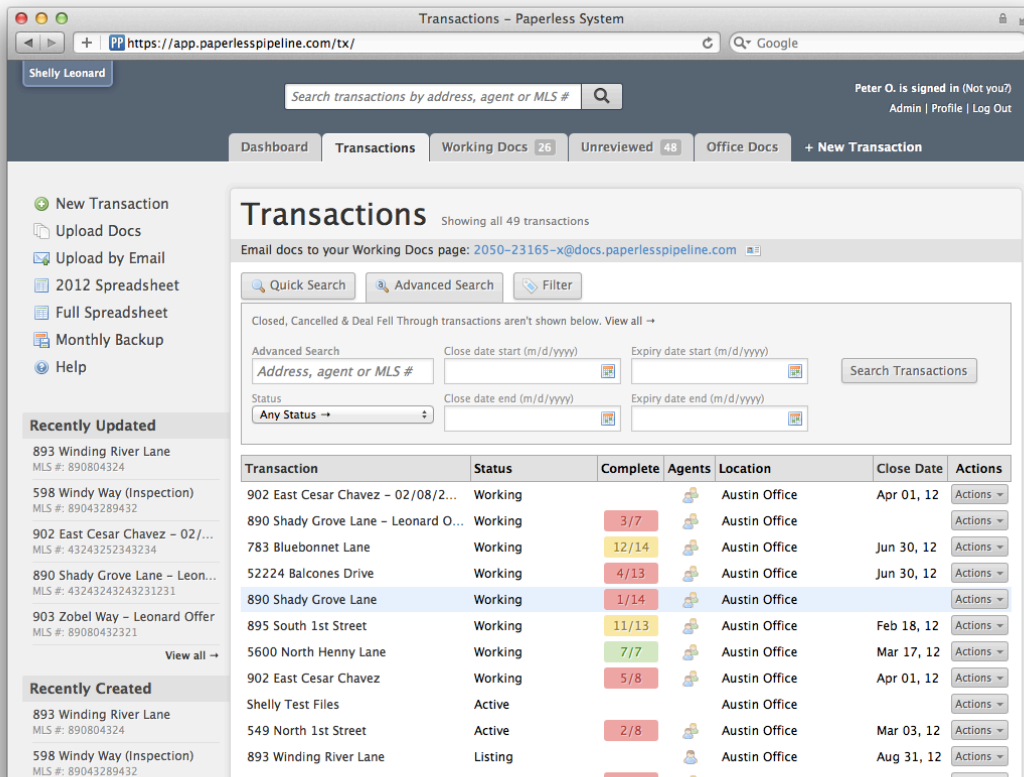 Transactions – Paperless System
https://app.paperlesspipeline.com/tx/
Google
Shelly Leonard
Search transactions by address, agent or MLS #
Peter O. is signed in (Not you?)
Admin | Profile | Log Out
Dashboard
Transactions
Working Docs 26
Unreviewed 48
Office Docs
+ New Transaction
New Transaction
Upload Docs
Upload by Email
2012 Spreadsheet
Full Spreadsheet
Monthly Backup
Help
Recently Updated
893 Winding River Lane
MLS #: 890804324
598 Windy Way (Inspection)
MLS #: 89043289432
902 East Cesar Chavez – 02/...
MLS #: 43243252343234
890 Shady Grove Lane – Leon...
MLS #: 43243243243231231
903 Zobel Way – Leonard Offer
MLS #: 89080432321
View all →
Recently Created
893 Winding River Lane
MLS #: 890804324
598 Windy Way (Inspection)
MLS #: 89043289432
Transactions Showing all 49 transactions
Email docs to your Working Docs page: 2050-23165-x@docs.paperlesspipeline.com
Quick Search
Advanced Search
Filter
Closed, Cancelled & Deal Fell Through transactions aren't shown below. View all →
Advanced Search Close date start (m/d/yyyy) Expiry date start (m/d/yyyy)
Address, agent or MLS #
Search Transactions
Status Close date end (m/d/yyyy) Expiry date end (m/d/yyyy)
Any Status →
Transaction Status Complete Agents Location Close Date Actions
902 East Cesar Chavez – 02/08/2... Working Austin Office Apr 01, 12 Actions
890 Shady Grove Lane – Leonard O... Working 3/7 Austin Office Actions
783 Bluebonnet Lane Working 12/14 Austin Office Jun 30, 12 Actions
52224 Balcones Drive Working 4/13 Austin Office Jun 30, 12 Actions
890 Shady Grove Lane Working 1/14 Austin Office Actions
895 South 1st Street Working 11/13 Austin Office Feb 18, 12 Actions
5600 North Henny Lane Working 7/7 Austin Office Mar 17, 12 Actions
902 East Cesar Chavez Working 5/8 Austin Office Apr 01, 12 Actions
Shelly Test Files Active Austin Office Actions
549 North 1st Street Active 2/8 Austin Office Mar 03, 12 Actions
893 Winding River Lane Listing Austin Office Aug 31, 12 Actions